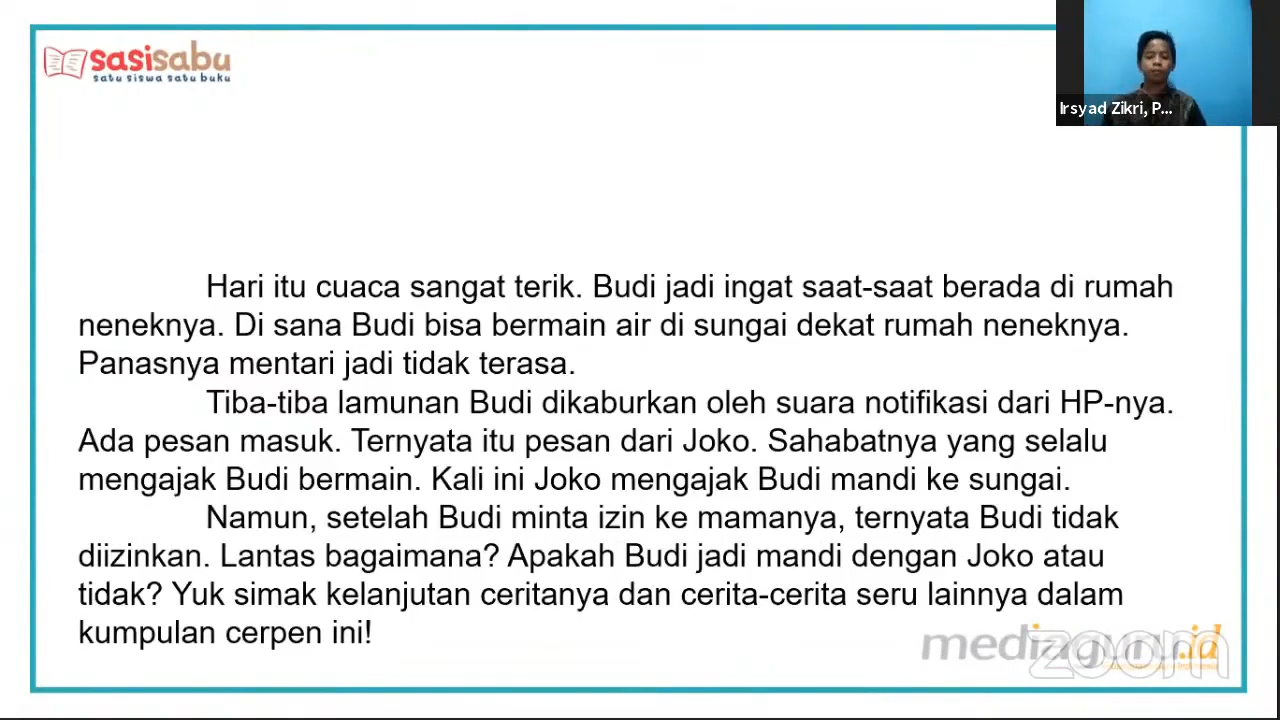 sasisabu
satu siswa satu buku
Irsyad Zikri, P...
Hari itu cuaca sangat terik. Budi jadi ingat saat-saat berada di rumah
neneknya. Di sana Budi bisa bermain air di sungai dekat rumah neneknya.
Panasnya mentari jadi tidak terasa.
Tiba-tiba lamunan Budi dikaburkan oleh suara notifikasi dari HP-nya.
Ada pesan masuk. Ternyata itu pesan dari Joko. Sahabatnya yang selalu
mengajak Budi bermain. Kali ini Joko mengajak Budi mandi ke sungai.
Namun, setelah Budi minta izin ke mamanya, ternyata Budi tidak
diizinkan. Lantas bagaimana? Apakah Budi jadi mandi dengan Joko atau
tidak? Yuk simak kelanjutan ceritanya dan cerita-cerita seru lainnya dalam
kumpulan cerpen ini!
mediaguru.id
zoom